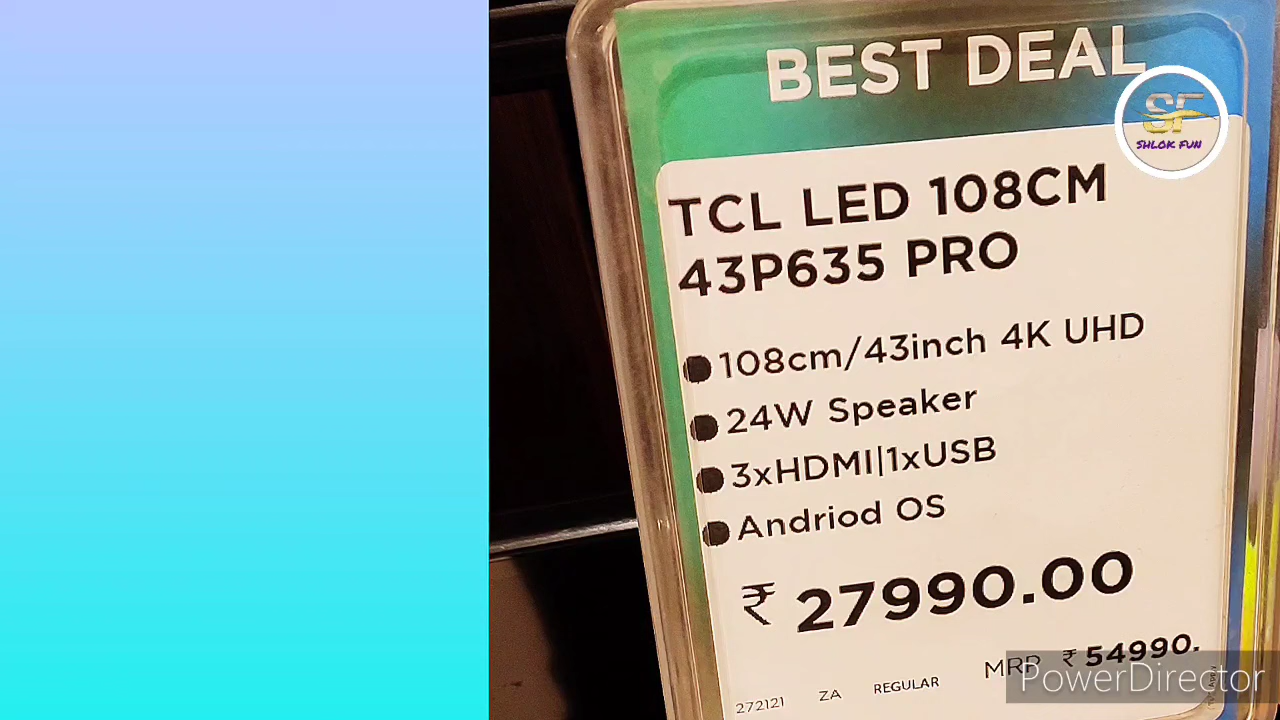 BEST DEAL
SF
SHLOK FUN
TCL LED 108CM
43P635 PRO
108cm/43inch 4K UHD
24W Speaker
3xHDMI|1xUSB
Andriod OS
₹ 27990.00
MRP ₹ 54990.
272121 ZA REGULAR
PowerDirector